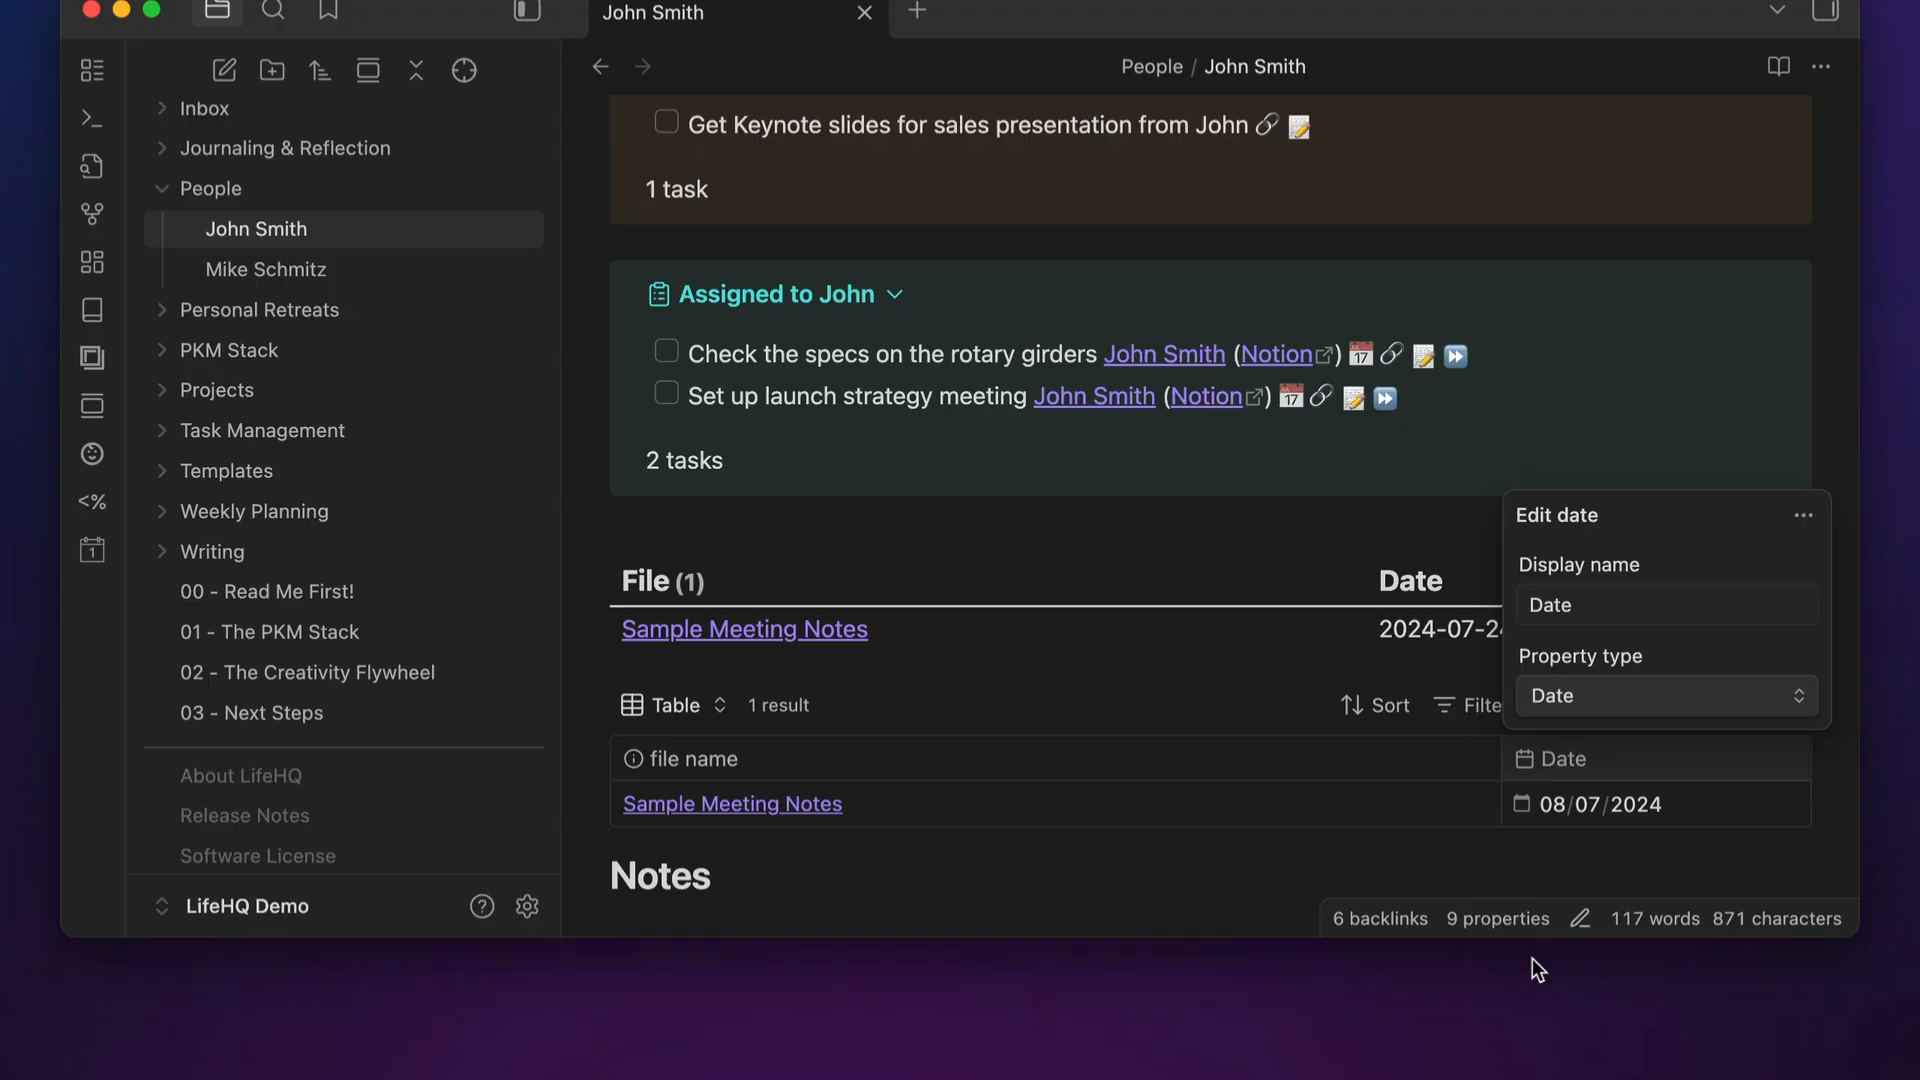 John Smith
People / John Smith
Inbox
Journaling & Reflection
People
John Smith
Mike Schmitz
Personal Retreats
PKM Stack
Projects
Task Management
Templates
Weekly Planning
Writing
00 - Read Me First!
01 - The PKM Stack
02 - The Creativity Flywheel
03 - Next Steps
About LifeHQ
Release Notes
Software License
LifeHQ Demo
Get Keynote slides for sales presentation from John 🔗 📝
1 task
Assigned to John
Check the specs on the rotary girders John Smith (Notion) 📅 🔗 📝 ⏩
Set up launch strategy meeting John Smith (Notion) 📅 🔗 📝 ⏩
2 tasks
File (1) Date
Sample Meeting Notes 2024-07-24
Table 1 result Sort Filte
file name Date
Sample Meeting Notes 08/07/2024
Notes
Edit date
Display name
Date
Property type
Date
6 backlinks 9 properties 117 words 871 characters